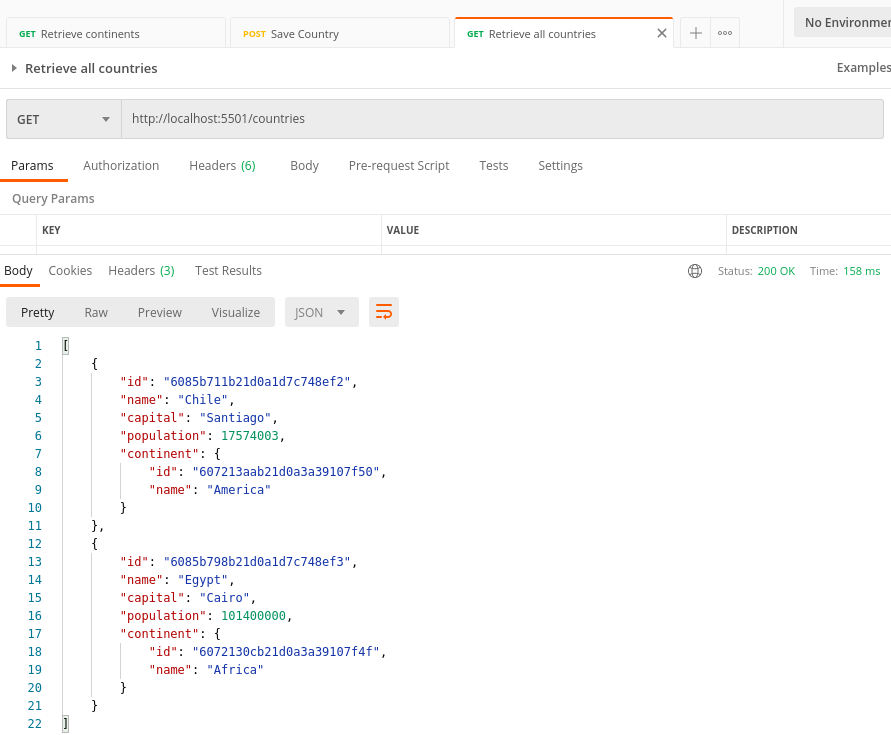 GET Retrieve continents POST Save Country GET Retrieve all countries No Environmen
Retrieve all countries Examples
GET http://localhost:5501/countries
Params Authorization Headers (6) Body Pre-request Script Tests Settings
Query Params
KEY VALUE DESCRIPTION
Body Cookies Headers (3) Test Results Status: 200 OK Time: 158 ms
Pretty Raw Preview Visualize JSON
1 [
2 {
3 "id": "6085b711b21d0a1d7c748ef2",
4 "name": "Chile",
5 "capital": "Santiago",
6 "population": 17574003,
7 "continent": {
8 "id": "607213aab21d0a3a39107f50",
9 "name": "America"
10 }
11 },
12 {
13 "id": "6085b798b21d0a1d7c748ef3",
14 "name": "Egypt",
15 "capital": "Cairo",
16 "population": 101400000,
17 "continent": {
18 "id": "6072130cb21d0a3a39107f4f",
19 "name": "Africa"
20 }
21 }
22 ]